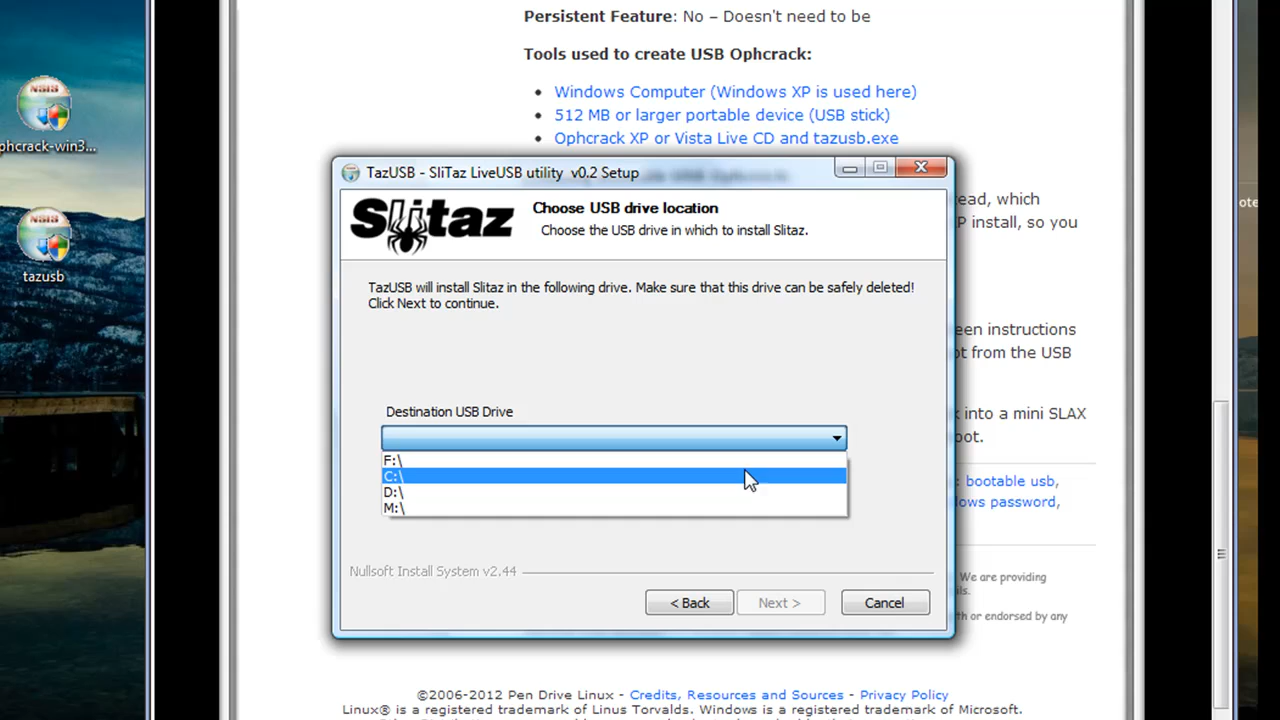 Persistent Feature: No – Doesn't need to be
Tools used to create USB Ophcrack:
Windows Computer (Windows XP is used here)
512 MB or larger portable device (USB stick)
Ophcrack XP or Vista Live CD and tazusb.exe
NSIS
phcrack-win3...
NSIS
tazusb
TazUSB - SliTaz LiveUSB utility v0.2 Setup
Slitaz
Choose USB drive location
Choose the USB drive in which to install Slitaz.
TazUSB will install Slitaz in the following drive. Make sure that this drive can be safely deleted!
Click Next to continue.
Destination USB Drive
F:\
C:\
D:\
M:\
Nullsoft Install System v2.44
< Back
Next >
Cancel
ead, which
P install, so you
een instructions
ot from the USB
k into a mini SLAX
oot.
: bootable usb,
lows password,
We are providing
ls.
th or endorsed by any
ote
©2006-2012 Pen Drive Linux - Credits, Resources and Sources - Privacy Policy
Linux® is a registered trademark of Linus Torvalds. Windows is a registered trademark of Microsoft.